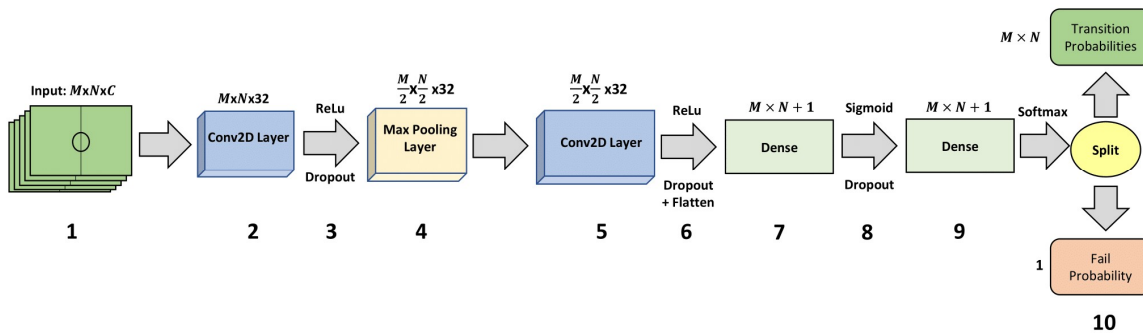 Input: MxNxC
1
MxNx32
Conv2D Layer
2
ReLu
Dropout
3
M/2 x N/2 x32
Max Pooling
Layer
4
M/2 x N/2 x32
Conv2D Layer
5
ReLu
Dropout
+ Flatten
6
M × N + 1
Dense
7
Sigmoid
Dropout
8
M × N + 1
Dense
9
Softmax
Split
M × N
Transition
Probabilities
1
Fail
Probability
10